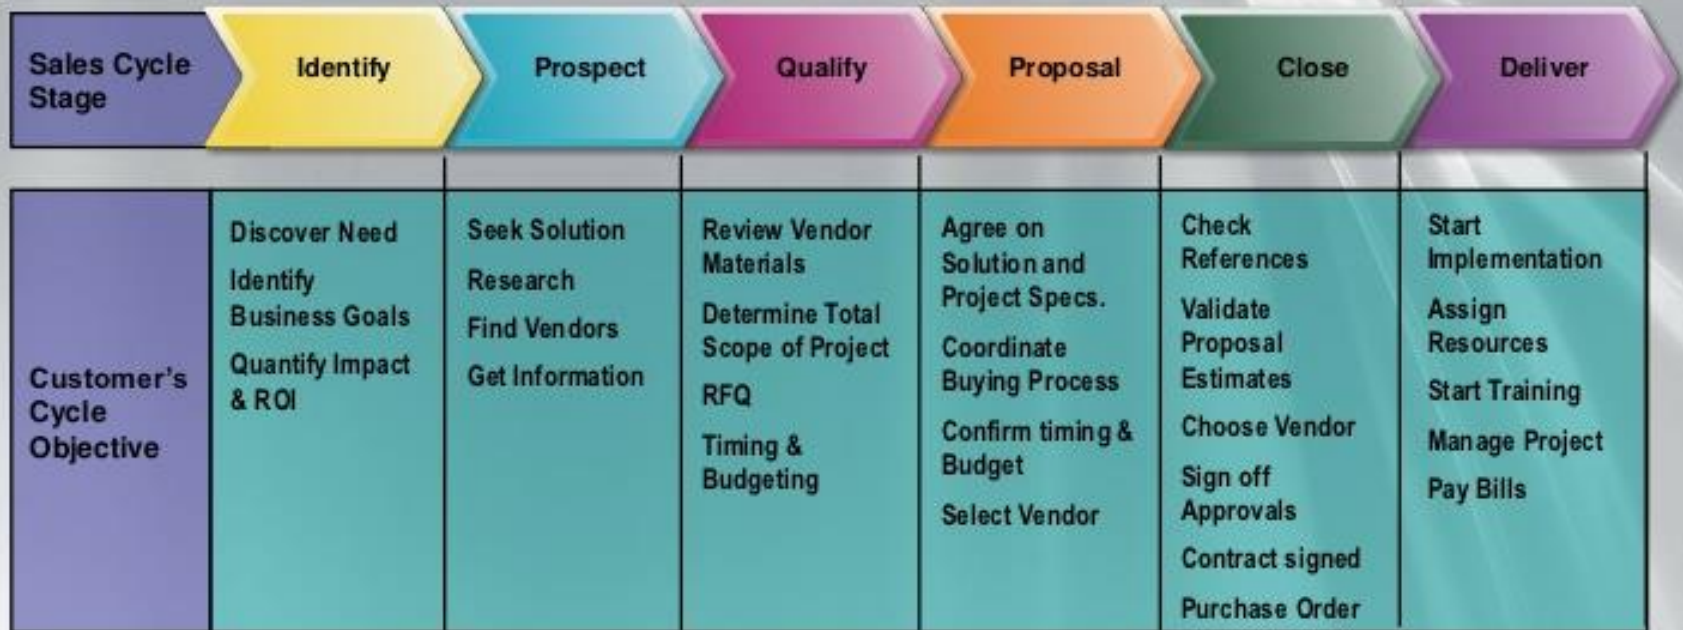 Sales Cycle
Stage
Identify
Prospect
Qualify
Proposal
Close
Deliver
Customer's
Cycle
Objective
Discover Need
Identify
Business Goals
Quantify Impact
& ROI
Seek Solution
Research
Find Vendors
Get Information
Review Vendor
Materials
Determine Total
Scope of Project
RFQ
Timing &
Budgeting
Agree on
Solution and
Project Specs.
Coordinate
Buying Process
Confirm timing &
Budget
Select Vendor
Check
References
Validate
Proposal
Estimates
Choose Vendor
Sign off
Approvals
Contract signed
Purchase Order
Start
Implementation
Assign
Resources
Start Training
Manage Project
Pay Bills